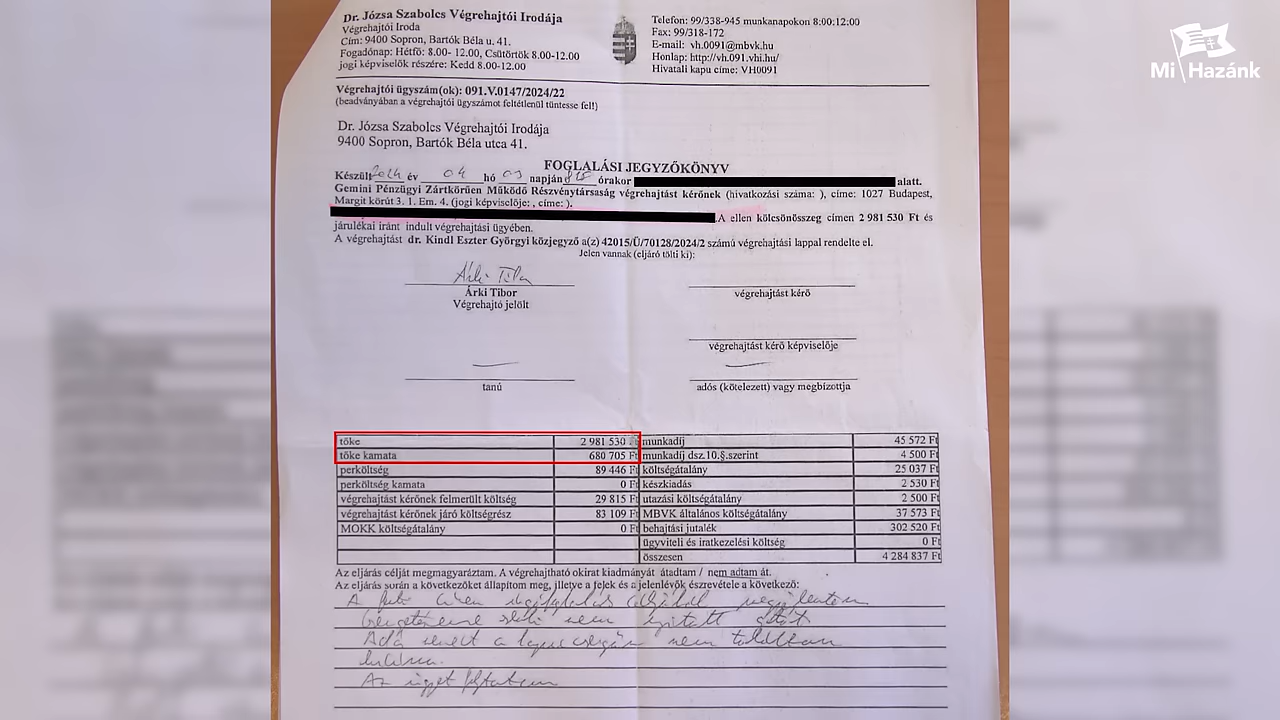 Dr. Józsa Szabolcs Végrehajtói Irodája
Végrehajtói Iroda
Cím: 9400 Sopron, Bartók Béla u. 41.
Fogadónap: Hétfő: 8.00- 12.00, Csütörtök 8.00-12.00
jogi képviselők részére: Kedd 8.00-12.00
Telefon: 99/338-945 munkanapokon 8:00:12:00
Fax: 99/318-172
E-mail: vh.0091@mbvk.hu
Honlap: http://vh.091.vhi.hu/
Hivatali kapu címe: VH0091
Mi Hazánk
Végrehajtói ügyszám(ok): 091.V.0147/2024/22
(beadványában a végrehajtói ügyszámot feltétlenül tüntesse fel!)
Dr. Józsa Szabolcs Végrehajtói Irodája
9400 Sopron, Bartók Béla utca 41.
FOGLALÁSI JEGYZŐKÖNYV
Készült 2024 év 04 hó 03 napján órakor alatt.
Gemini Pénzügyi Zártkörűen Működő Részvénytársaság végrehajtást kérőnek (hivatkozási száma: ), címe: 1027 Budapest,
Margit körút 3. 1. Em. 4. (jogi képviselője: , címe: ).
.A ellen kölcsönösszeg címen 2 981 530 Ft és
járulékai iránt indult végrehajtási ügyében.
A végrehajtást dr. Kindl Eszter Györgyi közjegyző a(z) 42015/Ü/70128/2024/2 számú végrehajtási lappal rendelte el.
Jelen vannak (eljáró tölti ki):
Árki Tibor
Végrehajtó jelölt
végrehajtást kérő
végrehajtást kérő képviselője
tanú
adós (kötelezett) vagy megbízottja
tőke 2 981 530 Ft munkadíj 45 572 Ft
tőke kamata 680 705 Ft munkadíj dsz.10.§.szerint 4 500 Ft
perköltség 89 446 Ft költségátalány 25 037 Ft
perköltség kamata 0 Ft készkiadás 2 530 Ft
végrehajtást kérőnek felmerült költség 29 815 Ft utazási költségátalány 2 500 Ft
végrehajtást kérőnek járó költségrész 83 109 Ft MBVK általános költségátalány 37 573 Ft
MOKK költségátalány 0 Ft behajtási jutalék 302 520 Ft
ügyviteli és iratkezelési költség 0 Ft
összesen 4 284 837 Ft
Az eljárás célját megmagyaráztam. A végrehajtható okirat kiadmányát átadtam / nem adtam át.
Az eljárás során a következőket állapítom meg, illetve a felek és a jelenlévők észrevétele a következő:
A címen megjelentem
nem nyitott ajtót
Adós nevét a nem találtam
Az ügyet folytatom